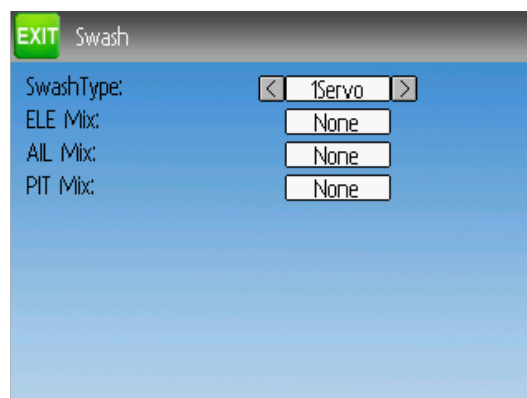 EXIT Swash
SwashType: < 1Servo >
ELE Mix: None
AIL Mix: None
PIT Mix: None